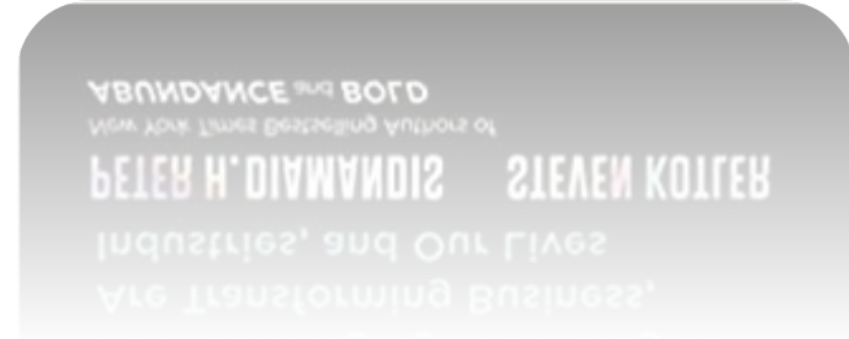 Are Transforming Business,
Industries, and Our Lives
PETER H. DIAMANDIS STEVEN KOTLER
New York Times Bestselling Authors of
ABUNDANCE and BOLD